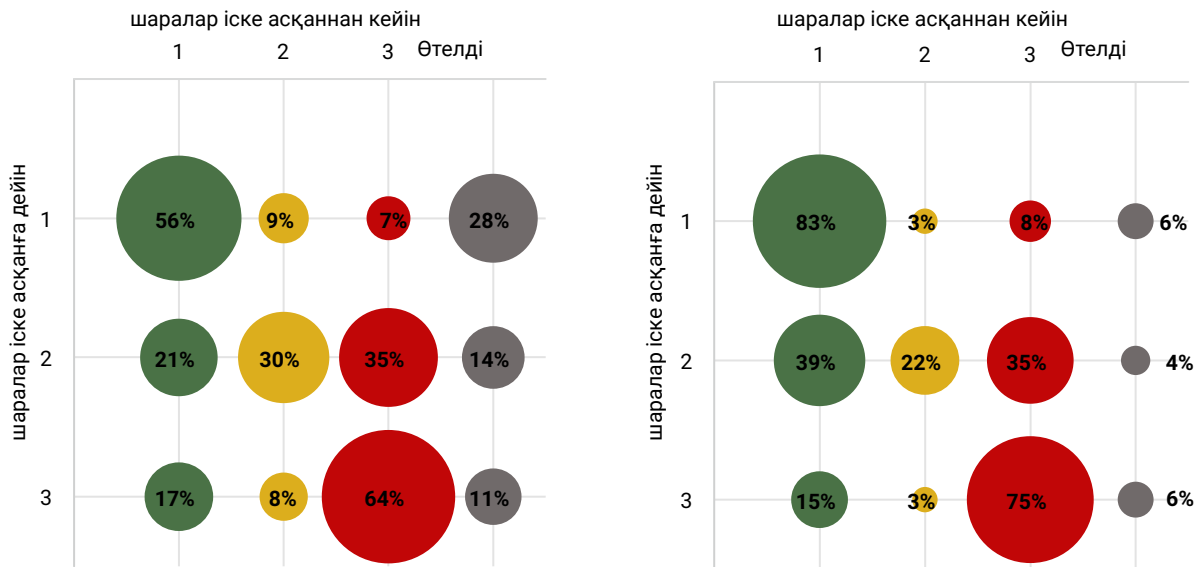 шаралар іске асқаннан кейін
1 2 3 Өтелді
шаралар іске асқанға дейін
1 56% 9% 7% 28%
2 21% 30% 35% 14%
3 17% 8% 64% 11%
шаралар іске асқаннан кейін
1 2 3 Өтелді
шаралар іске асқанға дейін
1 83% 3% 8% 6%
2 39% 22% 35% 4%
3 15% 3% 75% 6%